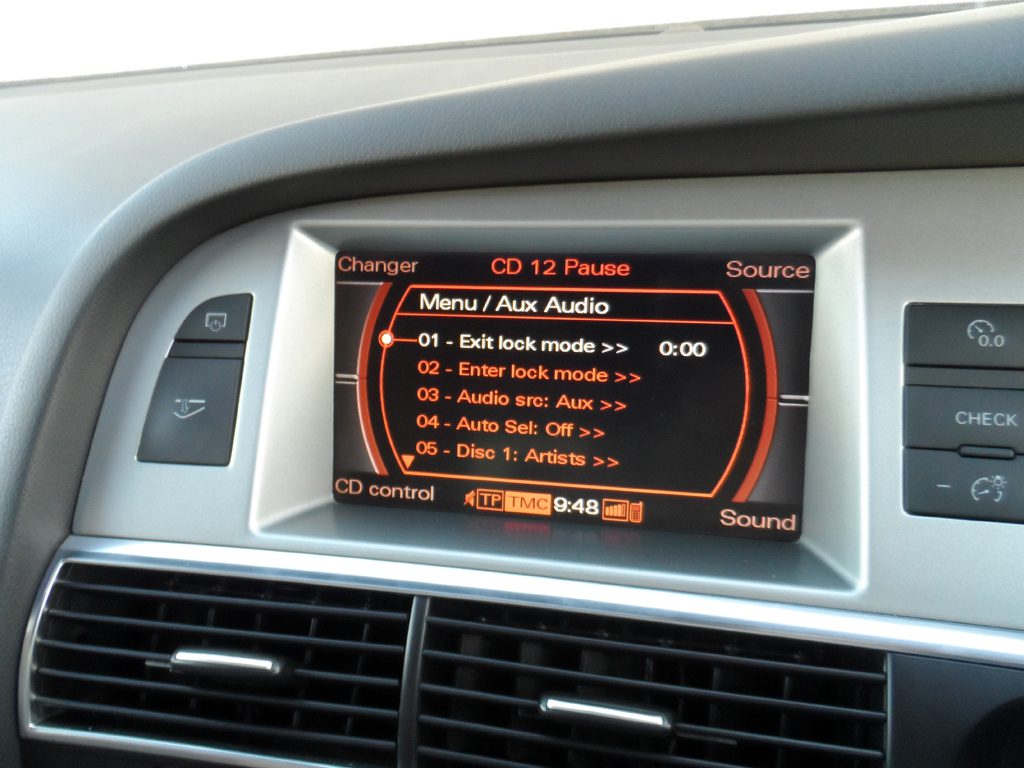 Changer CD 12 Pause Source
Menu / Aux Audio
01 - Exit lock mode >> 0:00
02 - Enter lock mode >>
03 - Audio src: Aux >>
04 - Auto Sel: Off >>
05 - Disc 1: Artists >>
CD control TP TMC 9:48 Sound
0.0
CHECK